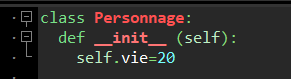 class Personnage:
def __init__ (self):
self.vie=20